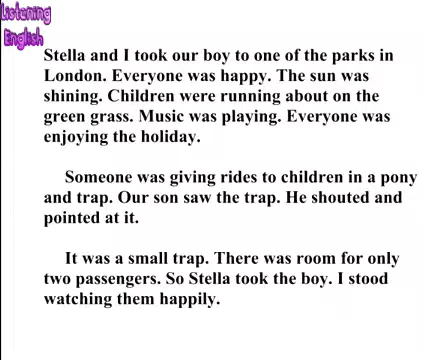 Listening
English
Stella and I took our boy to one of the parks in
London. Everyone was happy. The sun was
shining. Children were running about on the
green grass. Music was playing. Everyone was
enjoying the holiday.
Someone was giving rides to children in a pony
and trap. Our son saw the trap. He shouted and
pointed at it.
It was a small trap. There was room for only
two passengers. So Stella took the boy. I stood
watching them happily.